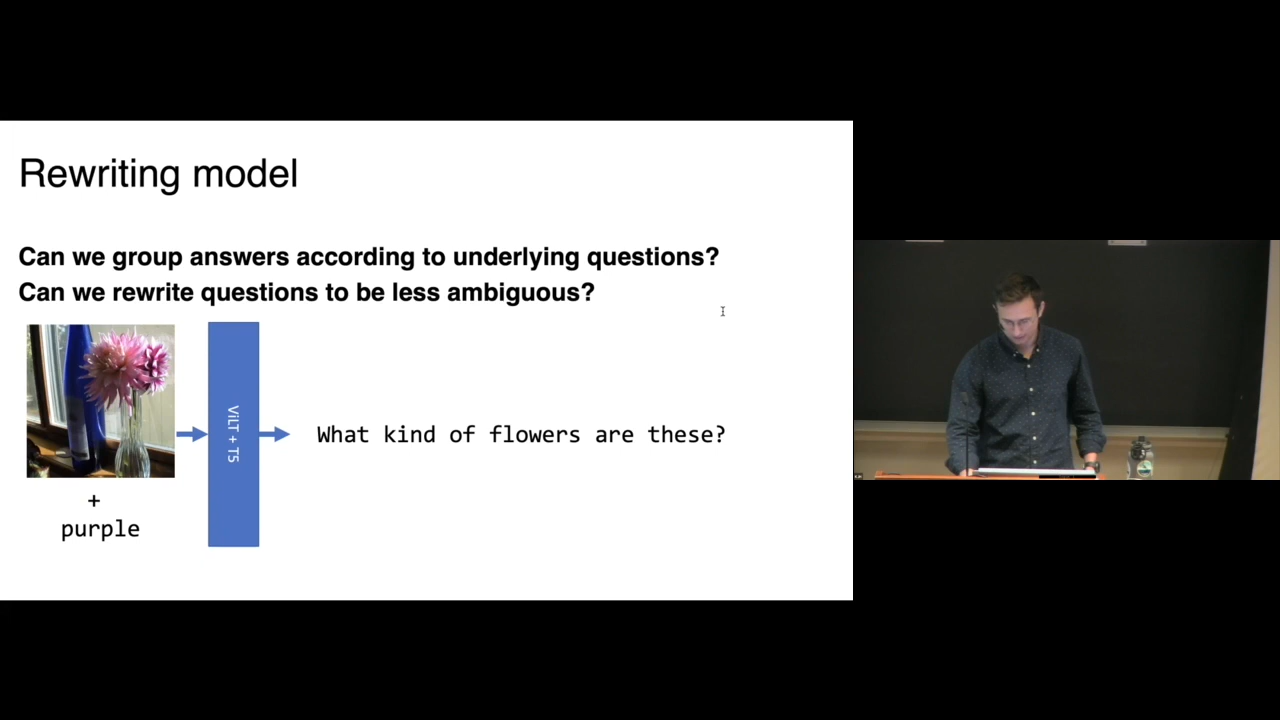 Rewriting model
Can we group answers according to underlying questions?
Can we rewrite questions to be less ambiguous?
ViLT + T5
What kind of flowers are these?
+
purple